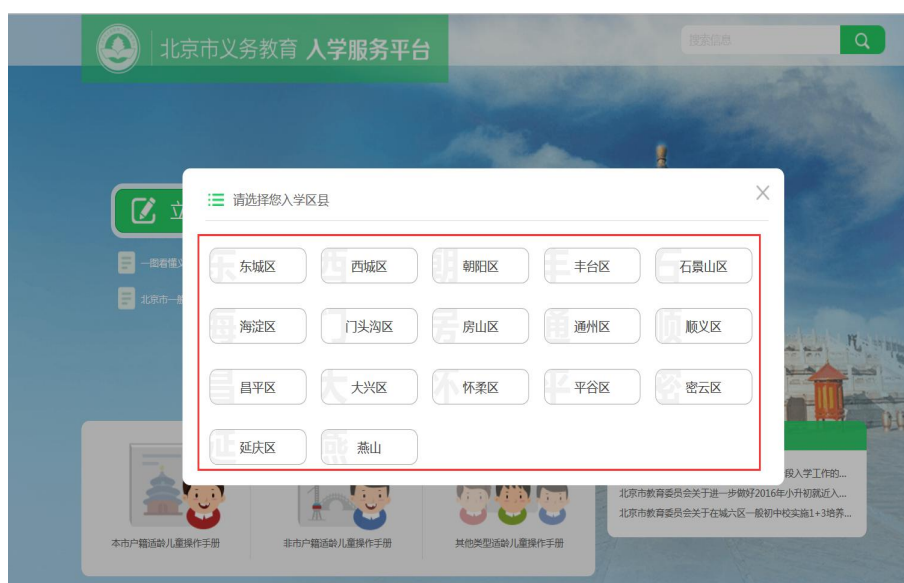 北京市义务教育 入学服务平台
搜索信息
请选择您入学区县
立
东城区
西城区
朝阳区
丰台区
石景山区
一图看懂义
北京市一般
海淀区
门头沟区
房山区
通州区
顺义区
昌平区
大兴区
怀柔区
平谷区
密云区
延庆区
燕山
段入学工作的...
北京市教育委员会关于进一步做好2016年小升初就近入...
北京市教育委员会关于在城六区一般初中校实施1+3培养...
本市户籍适龄儿童操作手册
非市户籍适龄儿童操作手册
其他类型适龄儿童操作手册